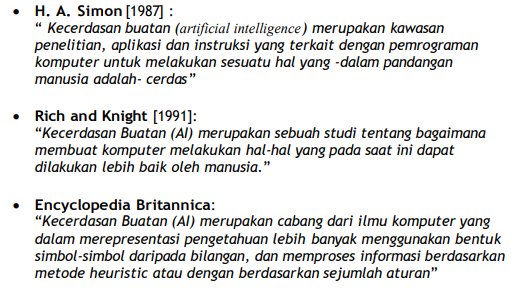 • H. A. Simon [1987] :
“ Kecerdasan buatan (artificial intelligence) merupakan kawasan
penelitian, aplikasi dan instruksi yang terkait dengan pemrograman
komputer untuk melakukan sesuatu hal yang -dalam pandangan
manusia adalah- cerdas”
• Rich and Knight [1991]:
“Kecerdasan Buatan (AI) merupakan sebuah studi tentang bagaimana
membuat komputer melakukan hal-hal yang pada saat ini dapat
dilakukan lebih baik oleh manusia.”
• Encyclopedia Britannica:
“Kecerdasan Buatan (AI) merupakan cabang dari ilmu komputer yang
dalam merepresentasi pengetahuan lebih banyak menggunakan bentuk
simbol-simbol daripada bilangan, dan memproses informasi berdasarkan
metode heuristic atau dengan berdasarkan sejumlah aturan”